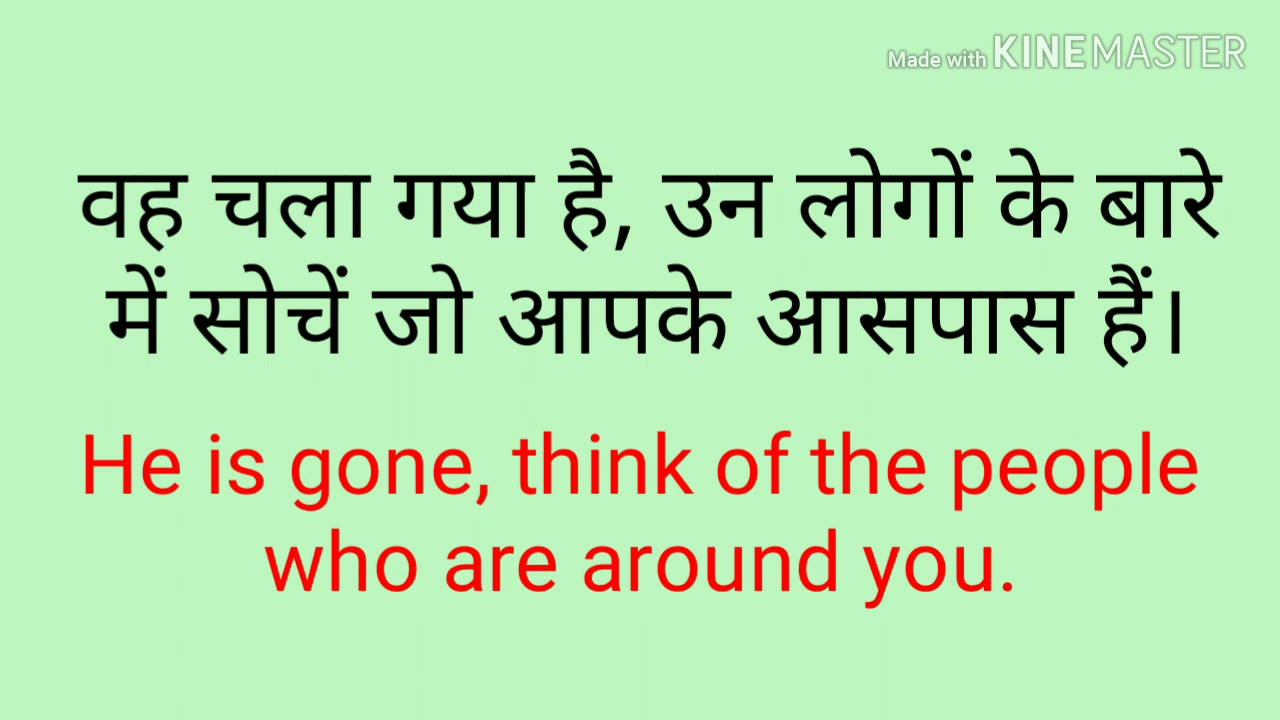 Made with KINEMASTER
वह चला गया है, उन लोगों के बारे
में सोचें जो आपके आसपास हैं।
He is gone, think of the people
who are around you.